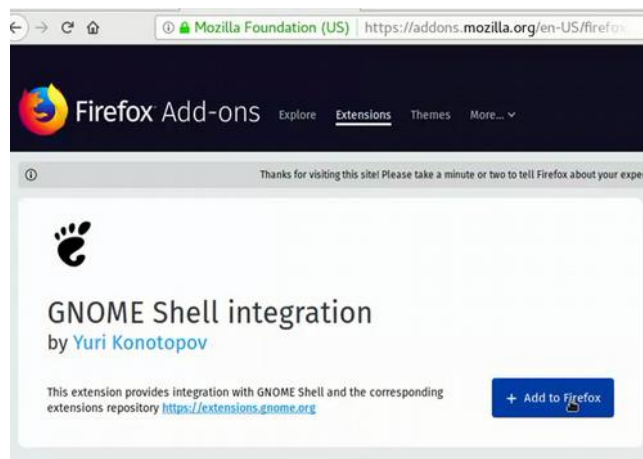 Mozilla Foundation (US) https://addons.mozilla.org/en-US/firefox
Firefox Add-ons Explore Extensions Themes More...
Thanks for visiting this site! Please take a minute or two to tell Firefox about your expe
GNOME Shell integration
by Yuri Konotopov
This extension provides integration with GNOME Shell and the corresponding
extensions repository https://extensions.gnome.org
+ Add to Firefox